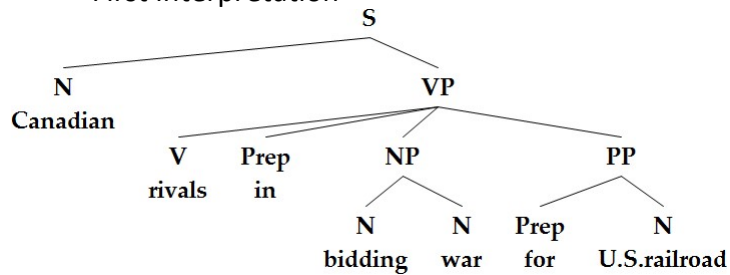 First Interpretation
S
N VP
Canadian
V Prep NP PP
rivals in
N N Prep N
bidding war for U.S.railroad